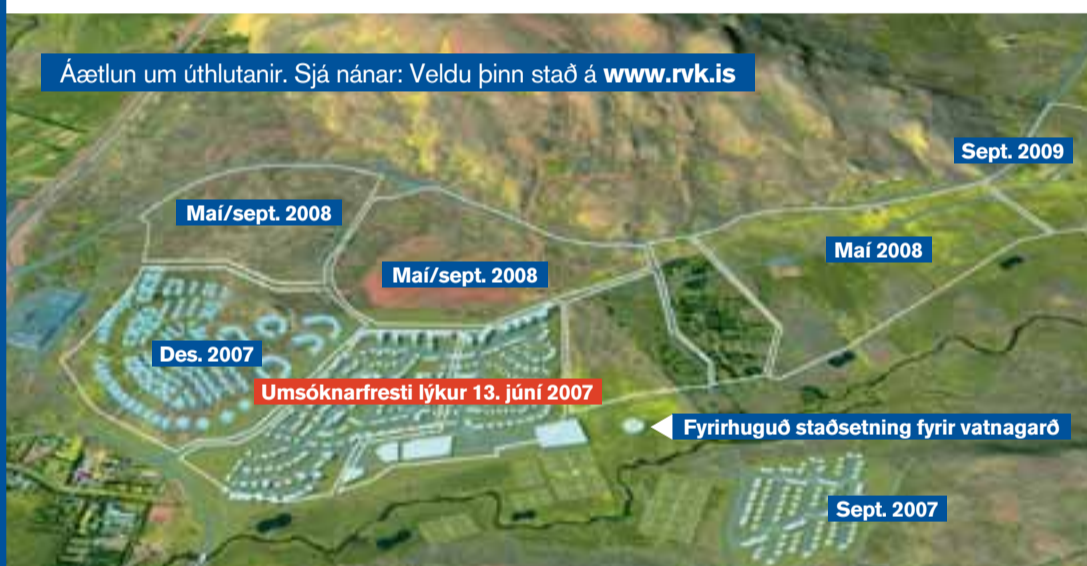 Áætlun um úthlutanir. Sjá nánar: Veldu þinn stað á www.rvk.is
Sept. 2009
Maí/sept. 2008
Maí 2008
Maí/sept. 2008
Des. 2007
Umsóknarfresti lýkur 13. júní 2007
Fyrirhuguð staðsetning fyrir vatnagarð
Sept. 2007